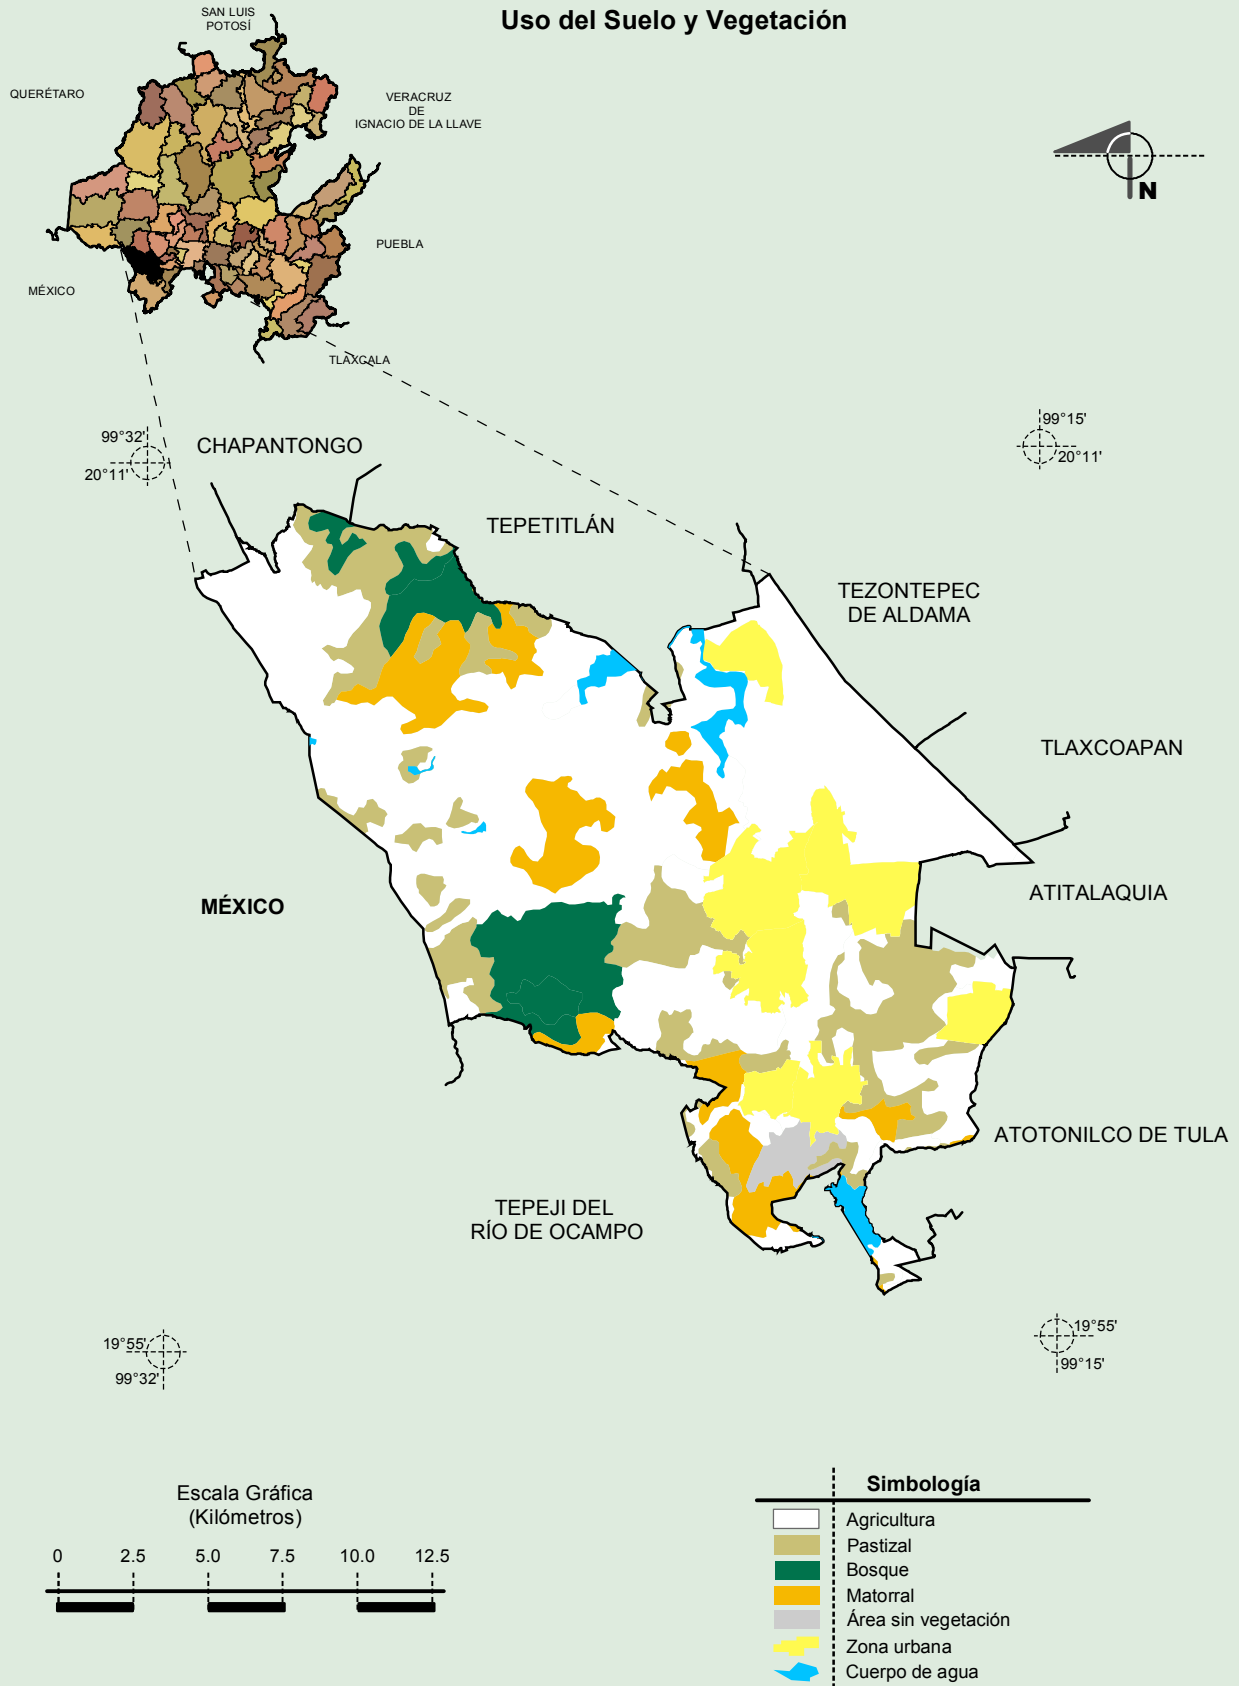 Uso del Suelo y Vegetación
SAN LUIS
POTOSÍ
QUERÉTARO
VERACRUZ
DE
IGNACIO DE LA LLAVE
N
PUEBLA
MÉXICO
TLAXCALA
99°32'
20°11'
99°15'
20°11'
CHAPANTONGO
TEPETITLÁN
TEZONTEPEC
DE ALDAMA
TLAXCOAPAN
MÉXICO
ATITALAQUIA
ATOTONILCO DE TULA
TEPEJI DEL
RÍO DE OCAMPO
19°55'
99°32'
19°55'
99°15'
Escala Gráfica
(Kilómetros)
0 2.5 5.0 7.5 10.0 12.5
Simbología
Agricultura
Pastizal
Bosque
Matorral
Área sin vegetación
Zona urbana
Cuerpo de agua